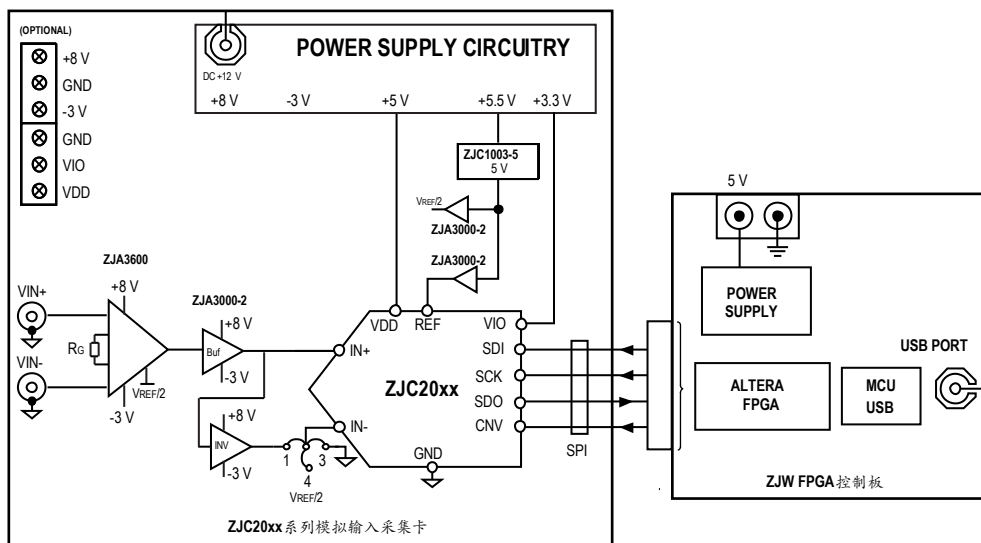 (OPTIONAL)
+8 V
GND
-3 V
GND
VIO
VDD
DC +12 V
POWER SUPPLY CIRCUITRY
+8 V -3 V +5 V +5.5 V +3.3 V
ZJC1003-5
5 V
VREF/2
ZJA3000-2
ZJA3000-2
ZJA3600
+8 V
VIN+
RG
VIN-
VREF/2
-3 V
ZJA3000-2
+8 V
Buf
-3 V
+8 V
INV
-3 V
1 3
4
VREF/2
VDD REF
VIO
IN+
SDI
SCK
ZJC20xx
SDO
IN-
CNV
GND
SPI
ZJC20xx系列模拟输入采集卡
5 V
POWER
SUPPLY
USB PORT
ALTERA
FPGA
MCU
USB
ZJW FPGA控制板